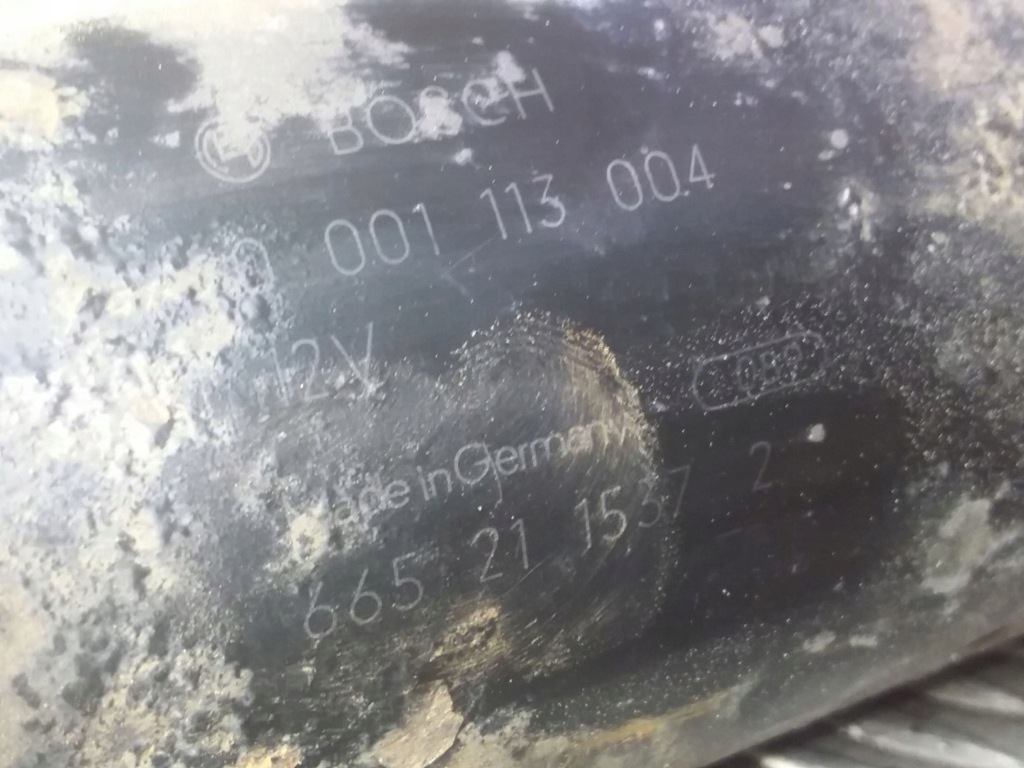 BOSCH
0 001 113 004
12V
Made in Germany
665 21 1537 2